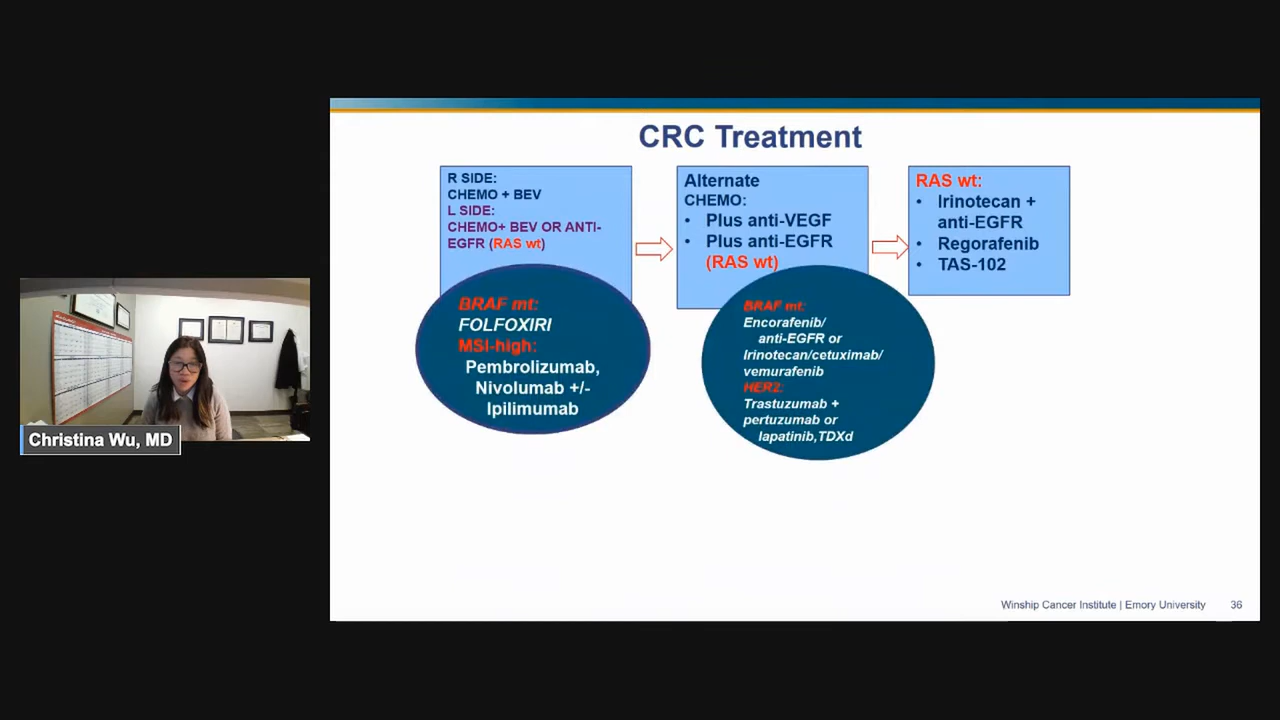 CRC Treatment
R SIDE:
CHEMO + BEV
L SIDE:
CHEMO+ BEV OR ANTI-
EGFR (RAS wt)
BRAF mt:
FOLFOXIRI
MSI-high:
Pembrolizumab,
Nivolumab +/-
Ipilimumab
Alternate
CHEMO:
• Plus anti-VEGF
• Plus anti-EGFR
(RAS wt)
BRAF mt:
Encorafenib/
anti-EGFR or
Irinotecan/cetuximab/
vemurafenib
HER2:
Trastuzumab +
pertuzumab or
lapatinib,TDXd
RAS wt:
• Irinotecan +
anti-EGFR
• Regorafenib
• TAS-102
Christina Wu, MD
Winship Cancer Institute | Emory University 36